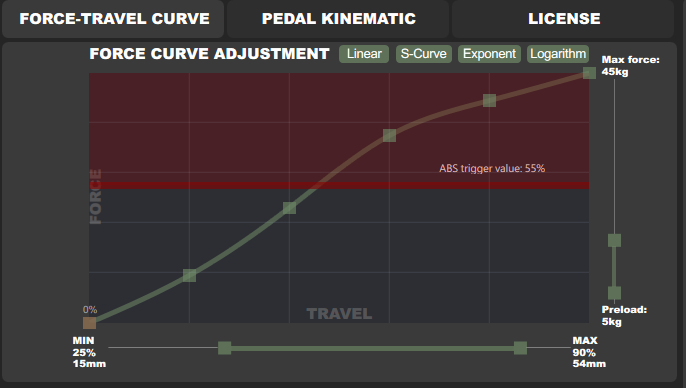 FORCE-TRAVEL CURVE
PEDAL KINEMATIC
LICENSE
FORCE CURVE ADJUSTMENT
Linear
S-Curve
Exponent
Logarithm
Max force:
45kg
ABS trigger value: 55%
FORCE
0%
TRAVEL
Preload:
5kg
MIN
25%
15mm
MAX
90%
54mm